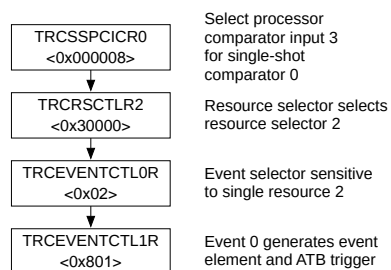 TRCSSPCICR0
<0x000008>
Select processor
comparator input 3
for single-shot
comparator 0
TRCRSCTLR2
<0x30000>
Resource selector selects
resource selector 2
TRCEVENTCTL0R
<0x02>
Event selector sensitive
to single resource 2
TRCEVENTCTL1R
<0x801>
Event 0 generates event
element and ATB trigger